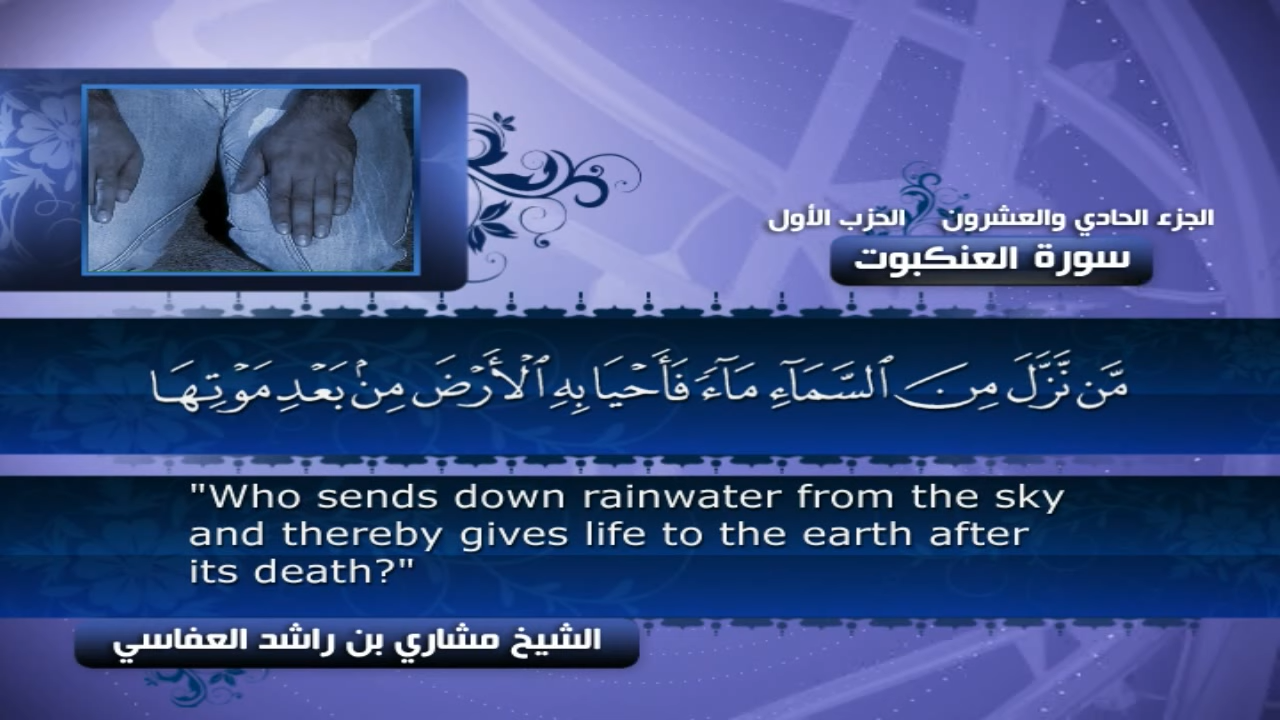 الجزء الحادي والعشرون الحزب الأول
سورة العنكبوت
مَّن نَّزَّلَ مِنَ ٱلسَّمَآءِ مَآءً فَأَحْيَا بِهِ ٱلْأَرْضَ مِنۢ بَعْدِ مَوْتِهَا
"Who sends down rainwater from the sky
and thereby gives life to the earth after
its death?"
الشيخ مشاري بن راشد العفاسي